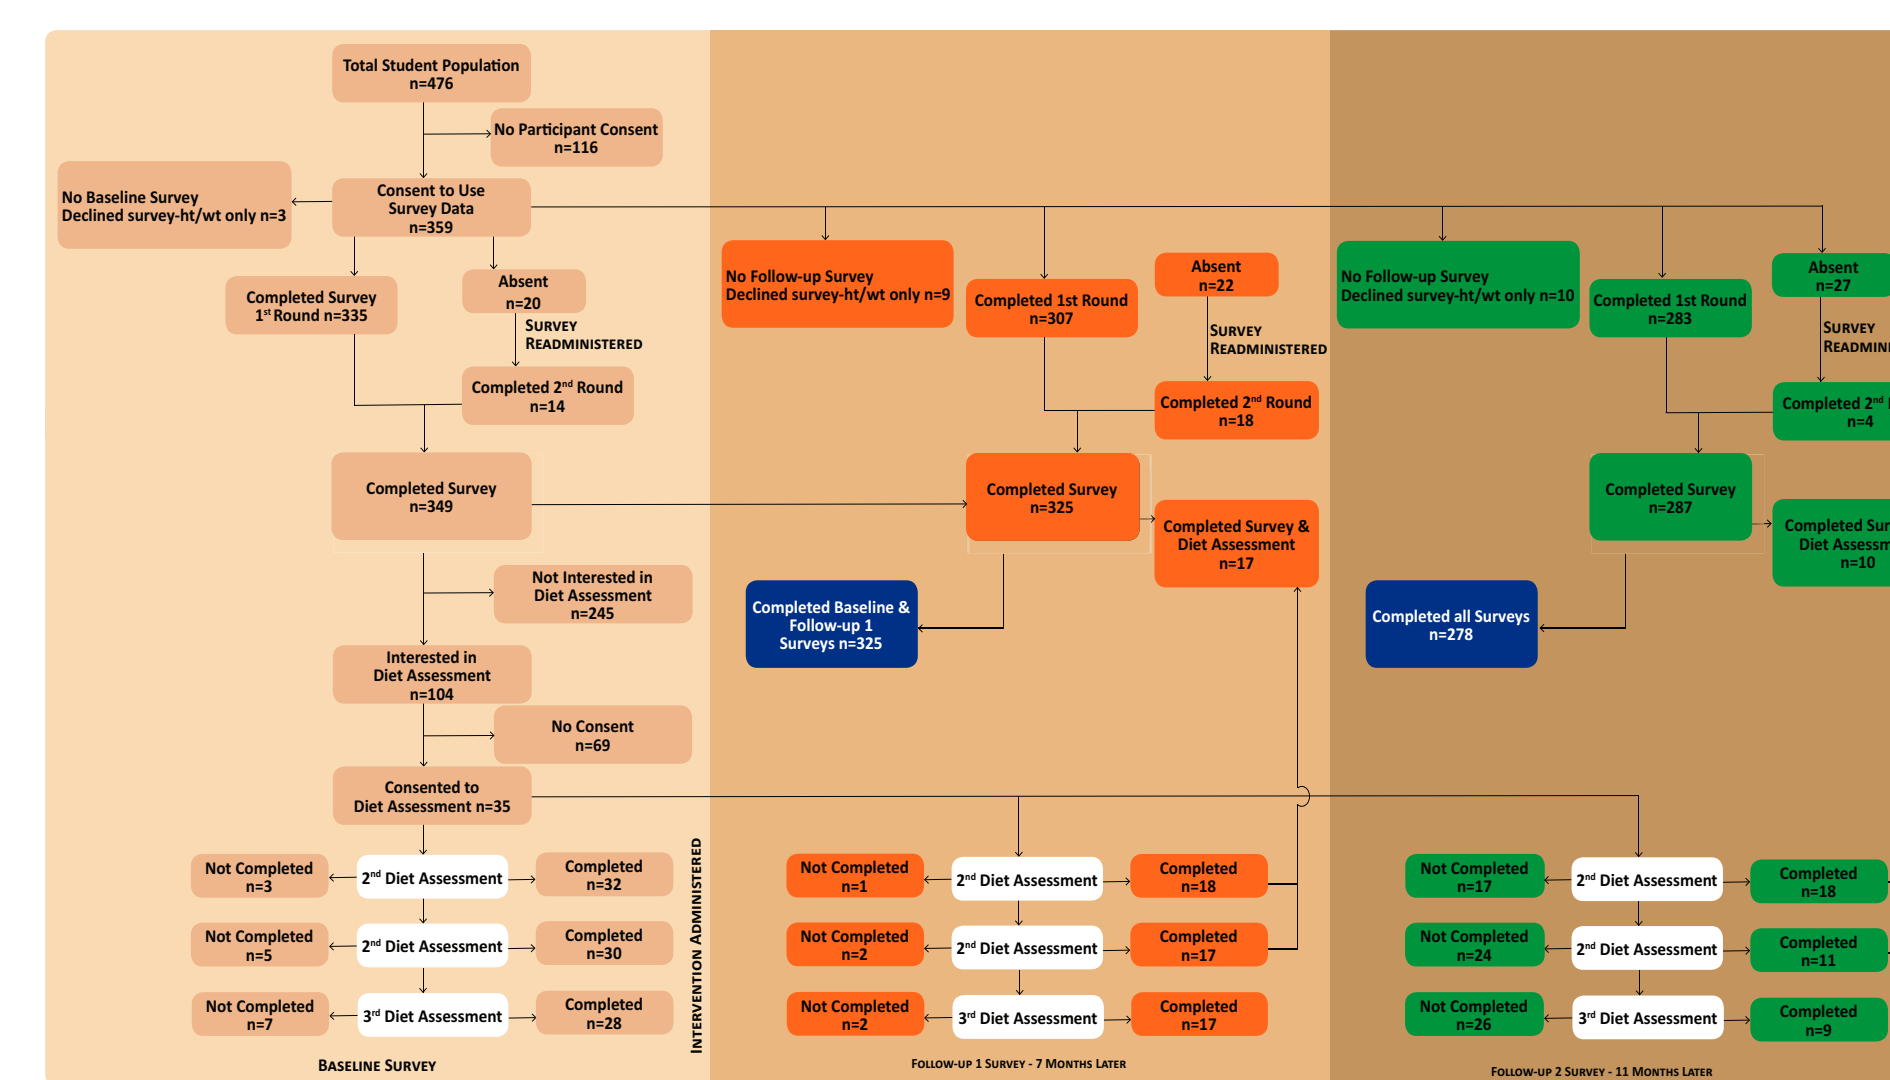 Total Student Population
n=476
No Participant Consent
n=116
No Baseline Survey
Declined survey-ht/wt only n=3
Consent to Use
Survey Data
n=359
Completed Survey
1st Round n=335
Absent
n=20
SURVEY
READMINISTERED
Completed 2nd Round
n=14
Completed Survey
n=349
Not Interested in
Diet Assessment
n=245
Interested in
Diet Assessment
n=104
No Consent
n=69
Consented to
Diet Assessment n=35
Not Completed
n=3
2nd Diet Assessment
Completed
n=32
Not Completed
n=5
2nd Diet Assessment
Completed
n=30
Not Completed
n=7
3rd Diet Assessment
Completed
n=28
BASELINE SURVEY
INTERVENTION ADMINISTERED
No Follow-up Survey
Declined survey-ht/wt only n=9
Completed 1st Round
n=307
Absent
n=22
SURVEY
READMINISTERED
Completed 2nd Round
n=18
Completed Survey
n=325
Completed Survey &
Diet Assessment
n=17
Completed Baseline &
Follow-up 1
Surveys n=325
Not Completed
n=1
2nd Diet Assessment
Completed
n=18
Not Completed
n=2
2nd Diet Assessment
Completed
n=17
Not Completed
n=2
3rd Diet Assessment
Completed
n=17
FOLLOW-UP 1 SURVEY - 7 MONTHS LATER
No Follow-up Survey
Declined survey-ht/wt only n=10
Completed 1st Round
n=283
Absent
n=27
SURVEY
Completed 2nd
n=4
Completed Survey
n=287
Completed
Diet
n=10
Completed all Surveys
n=278
Not Completed
n=17
2nd Diet Assessment
Completed
n=18
Not Completed
n=24
2nd Diet Assessment
Completed
n=11
Not Completed
n=26
3rd Diet Assessment
Completed
n=9
FOLLOW-UP 2 SURVEY - 11 MONTHS LATER